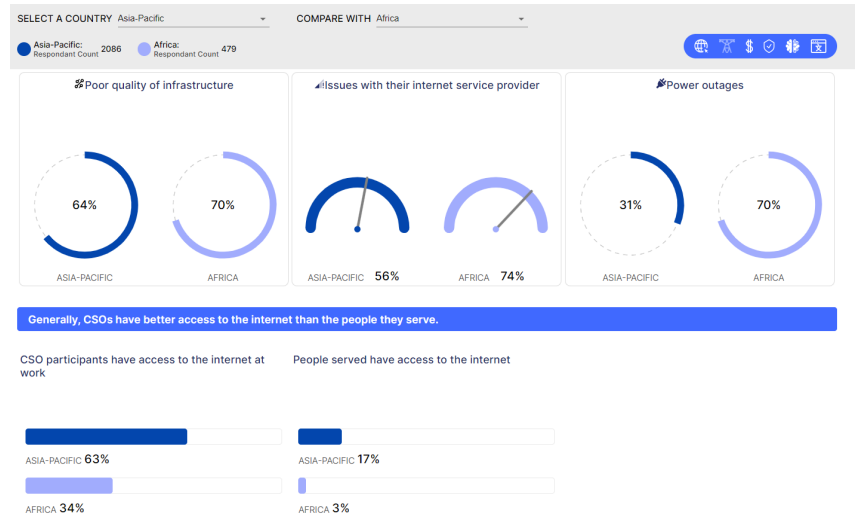 SELECT A COUNTRY Asia-Pacific COMPARE WITH Africa
Asia-Pacific: 2086 Africa: 479
Respondant Count Respondant Count
Poor quality of infrastructure
64% 70%
ASIA-PACIFIC AFRICA
Issues with their internet service provider
ASIA-PACIFIC 56% AFRICA 74%
Power outages
31% 70%
ASIA-PACIFIC AFRICA
Generally, CSOs have better access to the internet than the people they serve.
CSO participants have access to the internet at
work
ASIA-PACIFIC 63%
AFRICA 34%
People served have access to the internet
ASIA-PACIFIC 17%
AFRICA 3%